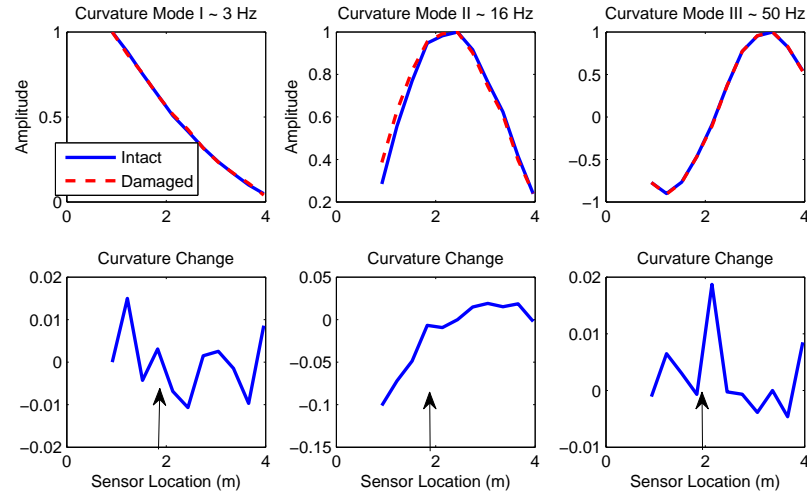 Curvature Mode I ~ 3 Hz
Curvature Mode II ~ 16 Hz
Curvature Mode III ~ 50 Hz
1
0.5
0
0 2 4
Amplitude
Intact
Damaged
1
0.8
0.6
0.4
0.2
0 2 4
Amplitude
1
0.5
0
−0.5
−1
0 2 4
Amplitude
Curvature Change
Curvature Change
Curvature Change
0.02
0.01
0
−0.01
−0.02
0 2 4
Sensor Location (m)
0.05
0
−0.05
−0.1
−0.15
0 2 4
Sensor Location (m)
0.02
0.01
0
−0.01
0 2 4
Sensor Location (m)